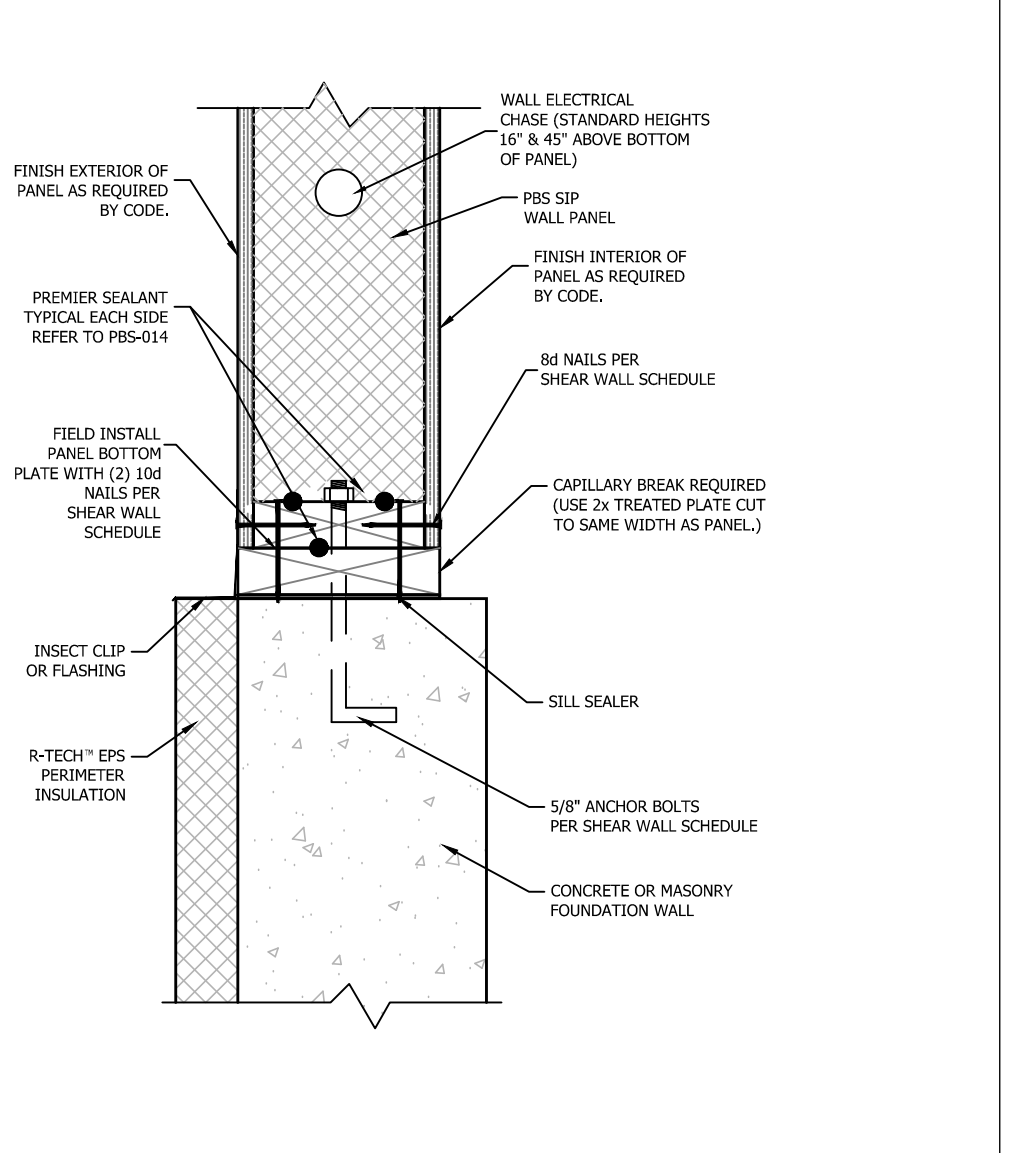 WALL ELECTRICAL
CHASE (STANDARD HEIGHTS
16" & 45" ABOVE BOTTOM
OF PANEL)
FINISH EXTERIOR OF
PANEL AS REQUIRED
BY CODE.
PBS SIP
WALL PANEL
FINISH INTERIOR OF
PANEL AS REQUIRED
BY CODE.
PREMIER SEALANT
TYPICAL EACH SIDE
REFER TO PBS-014
8d NAILS PER
SHEAR WALL SCHEDULE
FIELD INSTALL
PANEL BOTTOM
PLATE WITH (2) 10d
NAILS PER
SHEAR WALL
SCHEDULE
CAPILLARY BREAK REQUIRED
(USE 2x TREATED PLATE CUT
TO SAME WIDTH AS PANEL.)
INSECT CLIP
OR FLASHING
SILL SEALER
R-TECH™ EPS
PERIMETER
INSULATION
5/8" ANCHOR BOLTS
PER SHEAR WALL SCHEDULE
CONCRETE OR MASONRY
FOUNDATION WALL